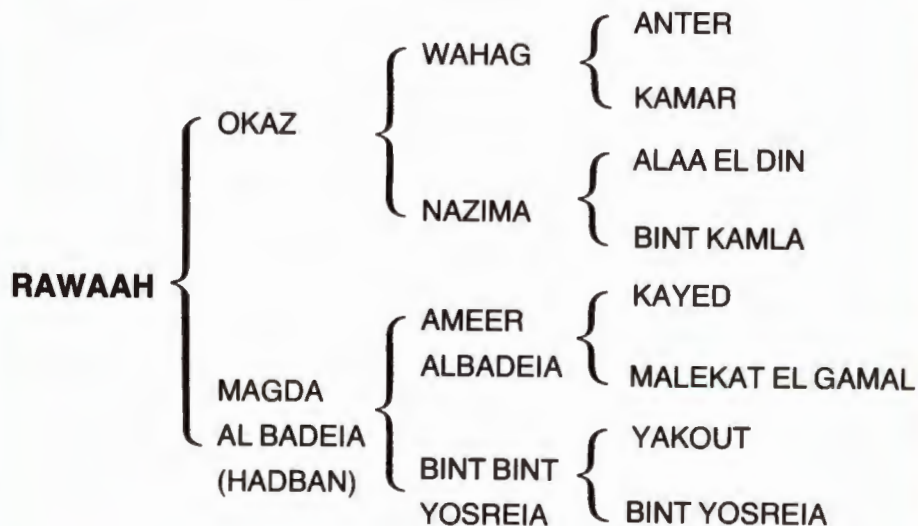 RAWAAH
OKAZ
MAGDA
AL BADEIA
(HADBAN)
WAHAG
NAZIMA
AMEER
ALBADEIA
BINT BINT
YOSREIA
ANTER
KAMAR
ALAA EL DIN
BINT KAMLA
KAYED
MALEKAT EL GAMAL
YAKOUT
BINT YOSREIA